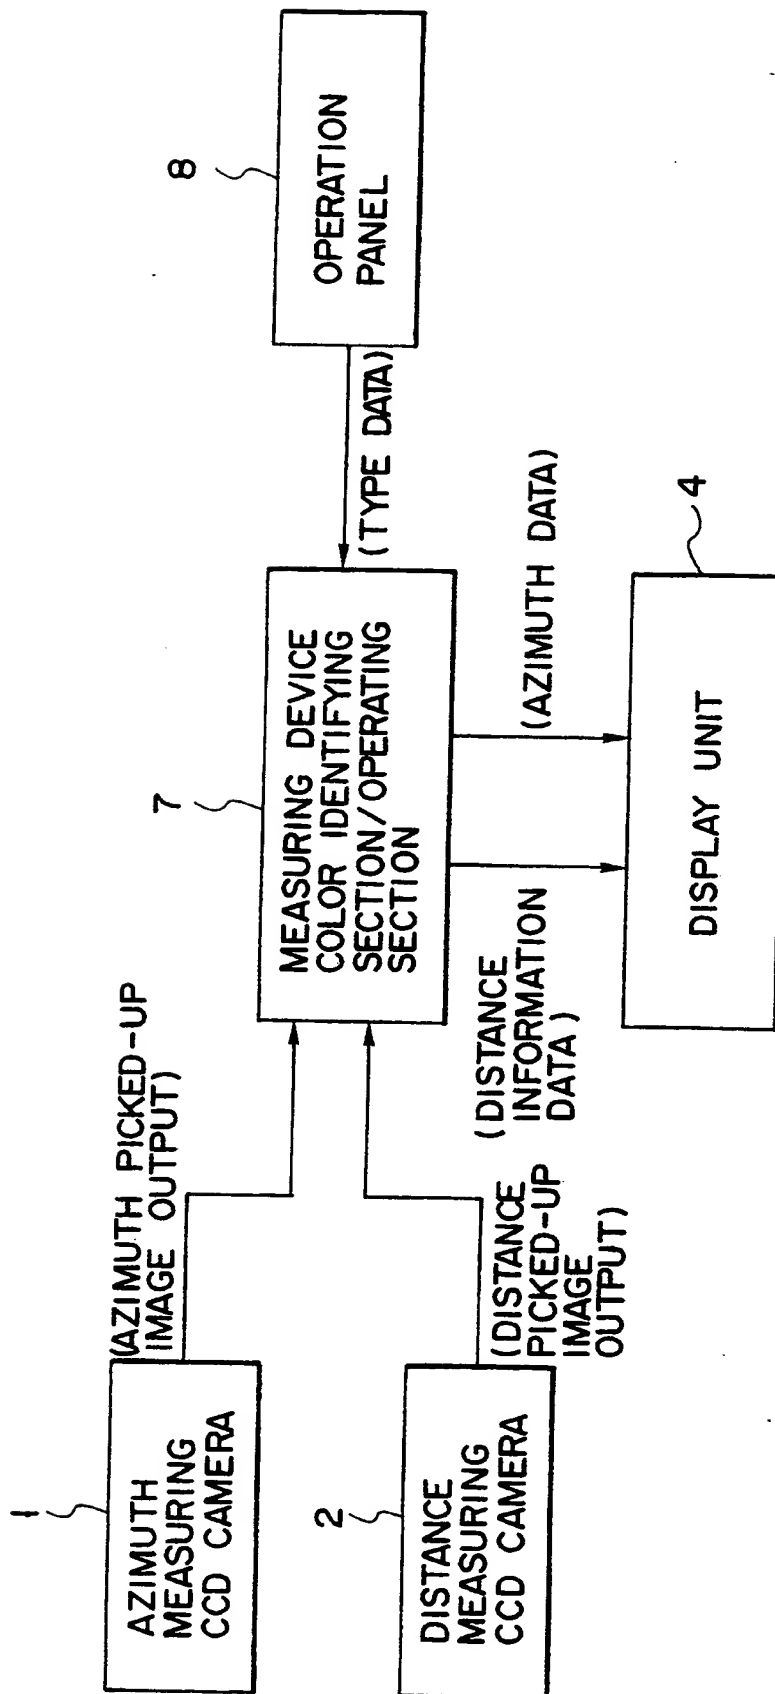 1
AZIMUTH
MEASURING
CCD CAMERA
(AZIMUTH PICKED-UP
IMAGE OUTPUT)
2
DISTANCE
MEASURING
CCD CAMERA
(DISTANCE
PICKED-UP
IMAGE
OUTPUT)
7
MEASURING DEVICE
COLOR IDENTIFYING
SECTION/OPERATING
SECTION
8
OPERATION
PANEL
(TYPE DATA)
(DISTANCE
INFORMATION
DATA)
(AZIMUTH DATA)
4
DISPLAY UNIT